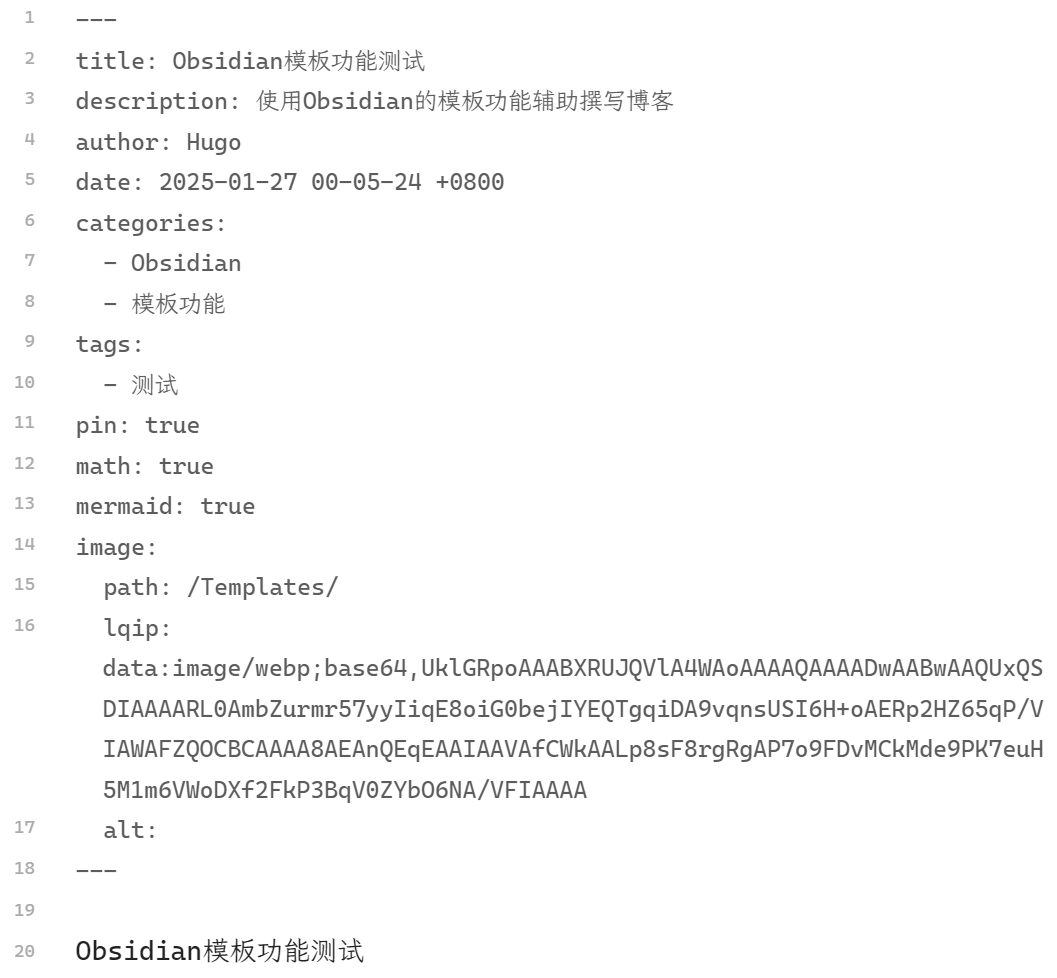 1 ---
2 title: Obsidian模板功能测试
3 description: 使用Obsidian的模板功能辅助撰写博客
4 author: Hugo
5 date: 2025-01-27 00-05-24 +0800
6 categories:
7   - Obsidian
8   - 模板功能
9 tags:
10   - 测试
11 pin: true
12 math: true
13 mermaid: true
14 image:
15   path: /Templates/
16   lqip:
data:image/webp;base64,UklGRpoAAABXRUJQVlA4WAoAAAAQAAAADwAABwAAQUxQS
DIAAAARL0AmbZurmr57yyIiqE8oiG0bejIYEQTgqiDA9vqnsUSI6H+oAERp2HZ65qP/V
IAWAFZQOCBCAAAA8AEAnQEqEAAIAAVAfCWkAALp8sF8rgRgAP7o9FDvMCkMde9PK7euH
5M1m6VWoDXf2FkP3BqV0ZYbO6NA/VFIAAAA
17   alt:
18 ---
19
20 Obsidian模板功能测试